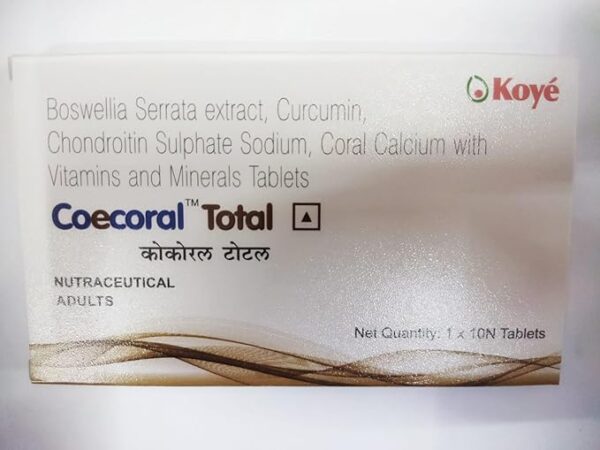 Koyé
Boswellia Serrata extract, Curcumin,
Chondroitin Sulphate Sodium, Coral Calcium with
Vitamins and Minerals Tablets
Coecoral™ Total
कोकोरल टोटल
NUTRACEUTICAL
ADULTS
Net Quantity: 1 x 10N Tablets